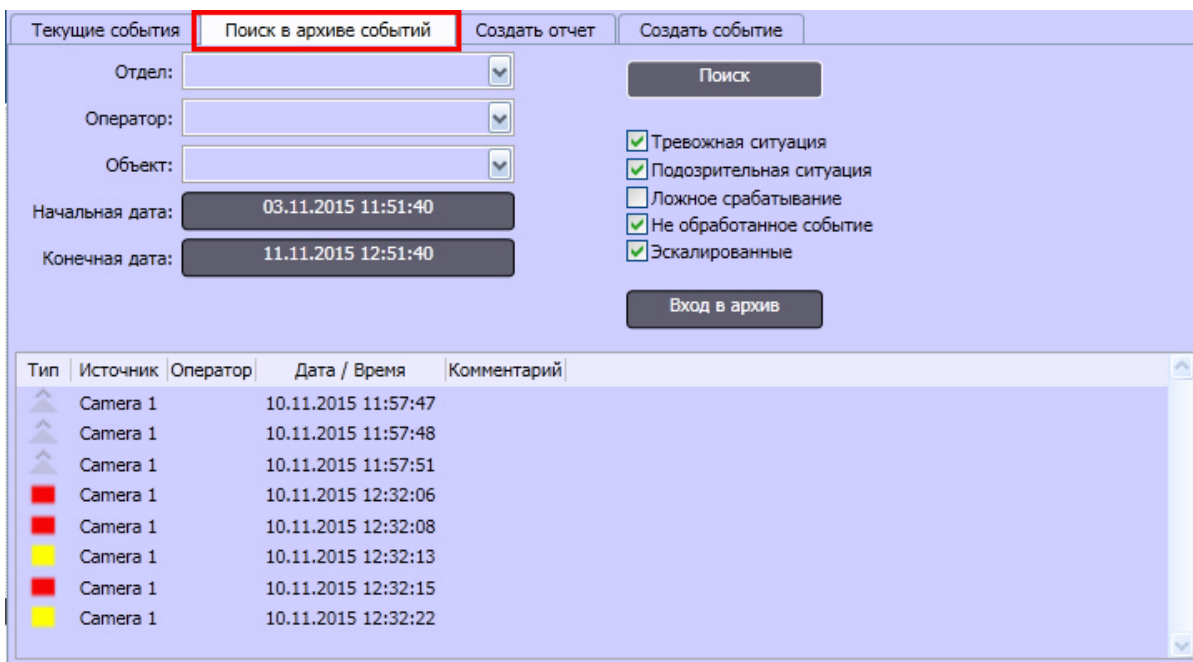 Текущие события Поиск в архиве событий Создать отчет Создать событие
Отдел:
Поиск
Оператор:
Тревожная ситуация
Объект:
Подозрительная ситуация
Ложное срабатывание
Начальная дата: 03.11.2015 11:51:40
Не обработанное событие
Конечная дата: 11.11.2015 12:51:40
Эскалированные
Вход в архив
Тип Источник Оператор Дата / Время Комментарий
Camera 1 10.11.2015 11:57:47
Camera 1 10.11.2015 11:57:48
Camera 1 10.11.2015 11:57:51
Camera 1 10.11.2015 12:32:06
Camera 1 10.11.2015 12:32:08
Camera 1 10.11.2015 12:32:13
Camera 1 10.11.2015 12:32:15
Camera 1 10.11.2015 12:32:22